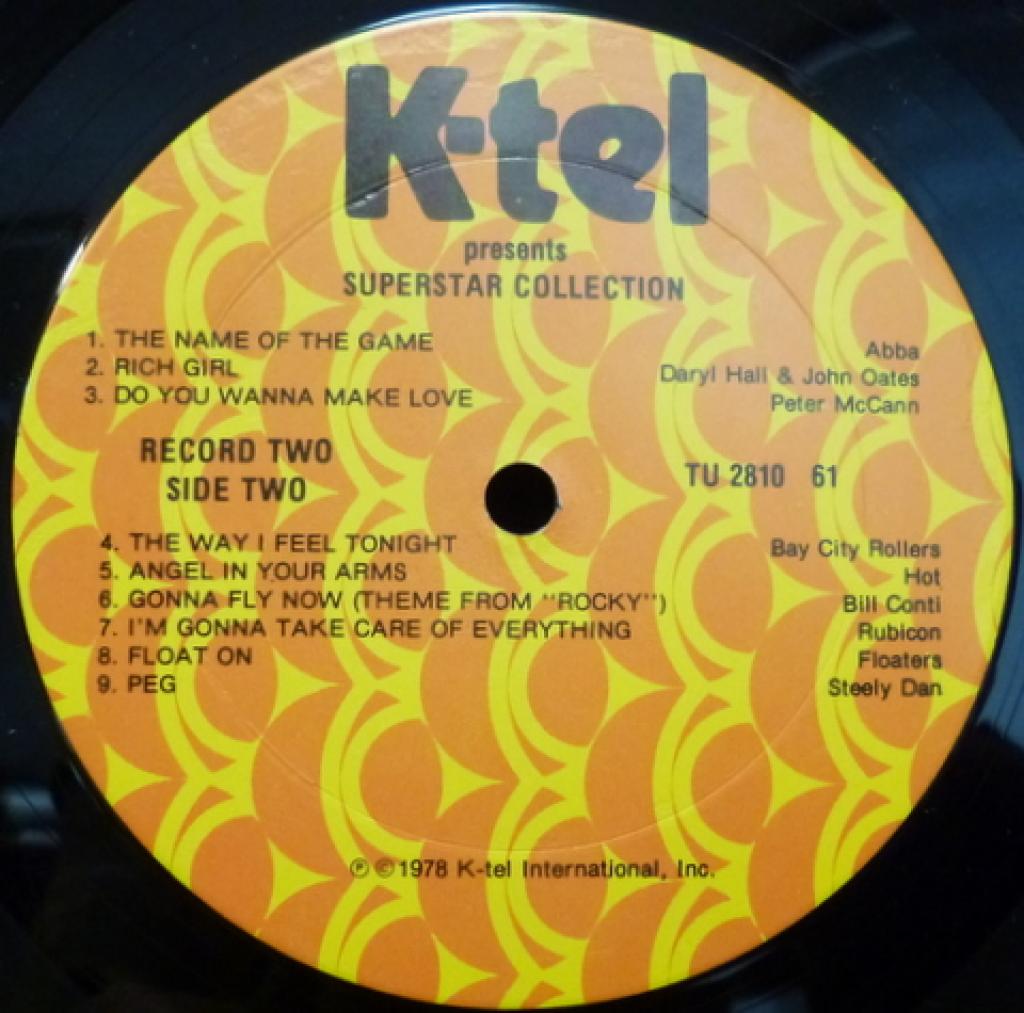 K-tel
presents
SUPERSTAR COLLECTION
1. THE NAME OF THE GAME Abba
2. RICH GIRL Daryl Hall & John Oates
3. DO YOU WANNA MAKE LOVE Peter McCann
RECORD TWO
SIDE TWO
TU 2810 61
4. THE WAY I FEEL TONIGHT Bay City Rollers
5. ANGEL IN YOUR ARMS Hot
6. GONNA FLY NOW (THEME FROM "ROCKY") Bill Conti
7. I'M GONNA TAKE CARE OF EVERYTHING Rubicon
8. FLOAT ON Floaters
9. PEG Steely Dan
℗ © 1978 K-tel International, Inc.